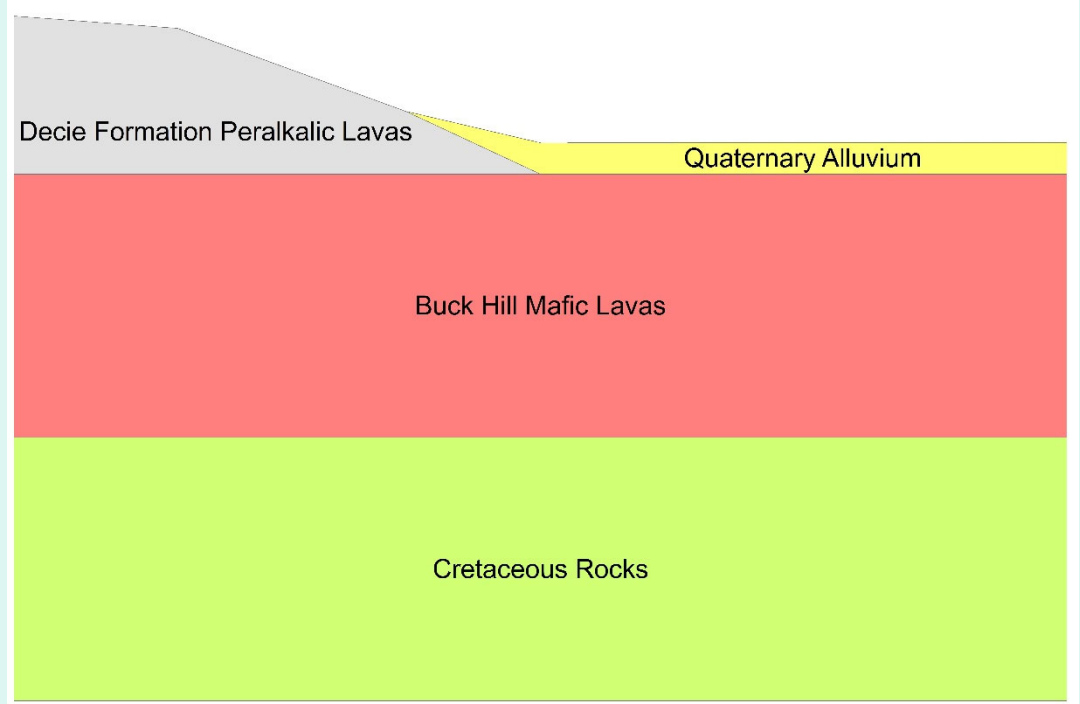 Decie Formation Peralkalic Lavas
Quaternary Alluvium
Buck Hill Mafic Lavas
Cretaceous Rocks